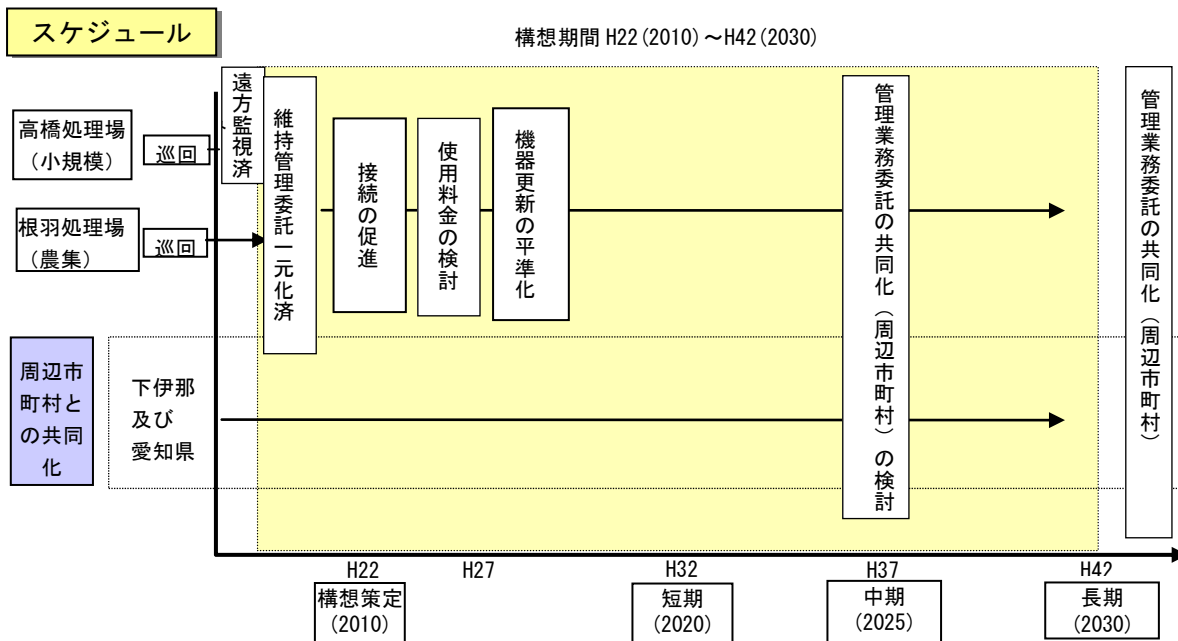 スケジュール
構想期間 H22(2010)～H42(2030)
高橋処理場
（小規模）
巡回
根羽処理場
（農集）
巡回
遠方監視済
維持管理委託一元化済
接続の促進
使用料金の検討
機器更新の平準化
管理業務委託の共同化（周辺市町村）の検討
管理業務委託の共同化（周辺市町村）
周辺市
町村と
の共同
化
下伊那
及び
愛知県
H22
H27
H32
H37
H42
構想策定
(2010)
短期
(2020)
中期
(2025)
長期
(2030)